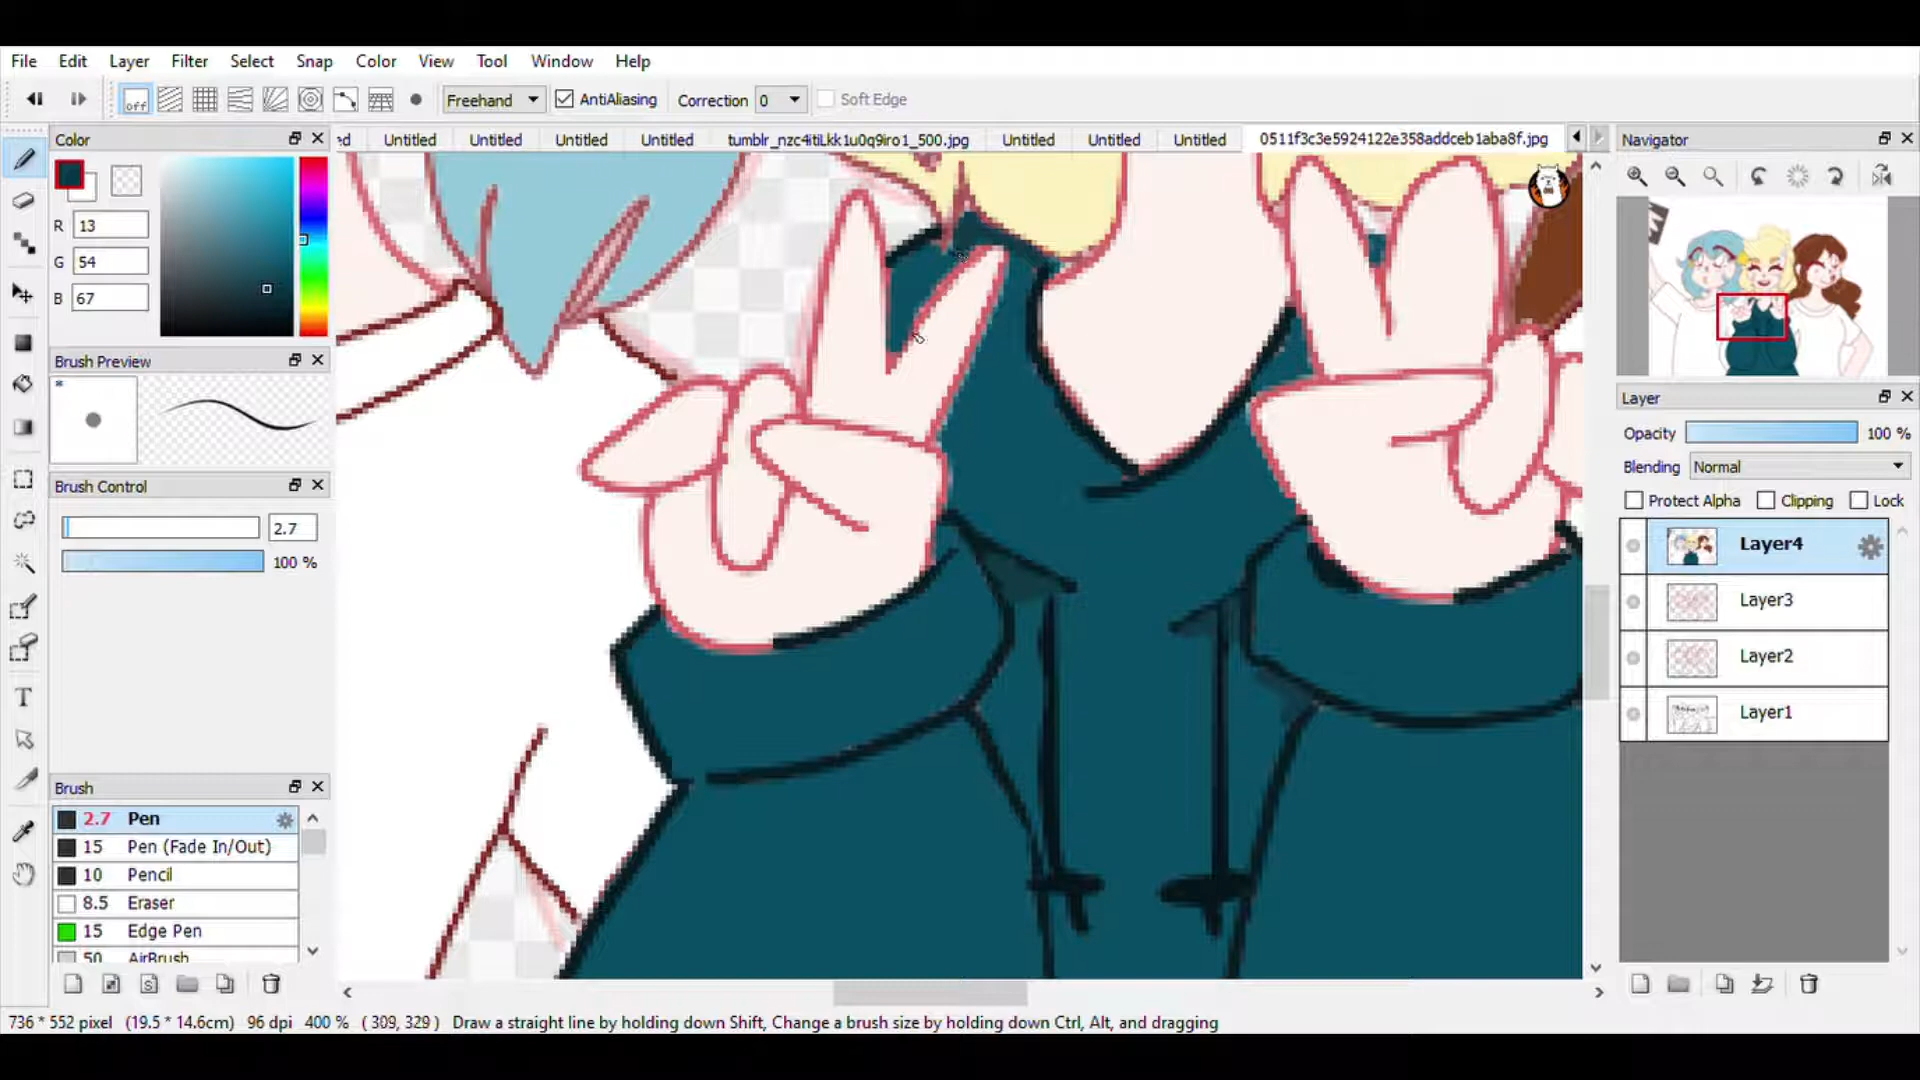 File Edit Layer Filter Select Snap Color View Tool Window Help
off Freehand AntiAliasing Correction 0 Soft Edge
Color
ed Untitled Untitled Untitled Untitled tumblr_nzc4itiLkk1u0q9iro1_500.jpg Untitled Untitled Untitled 0511f3c3e5924122e358addceb1aba8f.jpg
Navigator
R 13
G 54
B 67
Brush Preview
*
Layer
Opacity 100 %
Blending Normal
Protect Alpha Clipping Lock
Brush Control
2.7
100 %
Layer4
Layer3
Layer2
Layer1
Brush
2.7 Pen
15 Pen (Fade In/Out)
10 Pencil
8.5 Eraser
15 Edge Pen
50 AirBrush
S
T
736 * 552 pixel (19.5 * 14.6cm) 96 dpi 400 % ( 309, 329 ) Draw a straight line by holding down Shift, Change a brush size by holding down Ctrl, Alt, and dragging